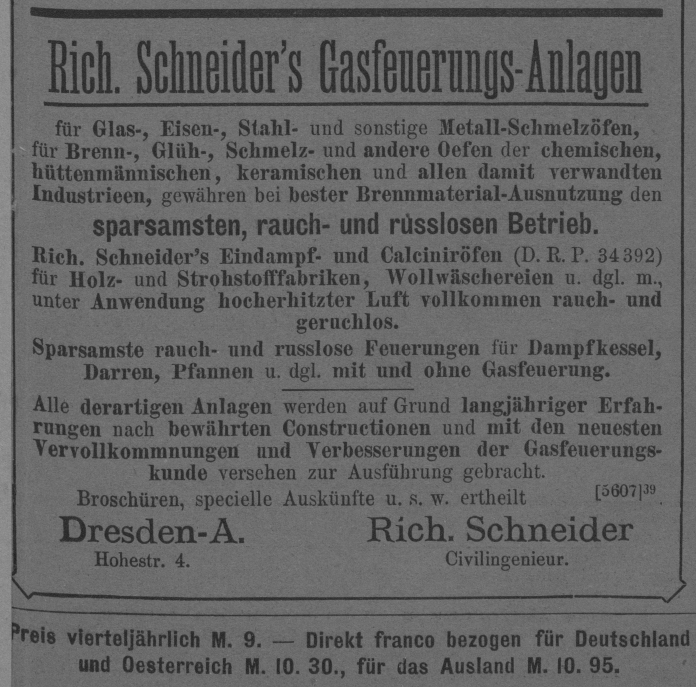 Rich. Schneider's Gasfeuerungs-Anlagen
für Glas-, Eisen-, Stahl- und sonstige Metall-Schmelzöfen,
für Brenn-, Glüh-, Schmelz- und andere Oefen der chemischen,
hüttenmännischen, keramischen und allen damit verwandten
Industrieen, gewähren bei bester Brennmaterial-Ausnutzung den
sparsamsten, rauch- und russlosen Betrieb.
Rich. Schneider's Eindampf- und Calciniröfen (D. R. P. 34392)
für Holz- und Strohstofffabriken, Wollwäschereien u. dgl. m.,
unter Anwendung hocherhitzter Luft vollkommen rauch- und
geruchlos.
Sparsamste rauch- und russlose Feuerungen für Dampfkessel,
Darren, Pfannen u. dgl. mit und ohne Gasfeuerung.
Alle derartigen Anlagen werden auf Grund langjähriger Erfah-
rungen nach bewährten Constructionen und mit den neuesten
Vervollkommnungen und Verbesserungen der Gasfeuerungs-
kunde versehen zur Ausführung gebracht.
Broschüren, specielle Auskünfte u. s. w. ertheilt [5607]39
Dresden-A. Rich. Schneider
Hohestr. 4. Civilingenieur.
Preis vierteljährlich M. 9. — Direkt franco bezogen für Deutschland
und Oesterreich M. 10. 30., für das Ausland M. 10. 95.